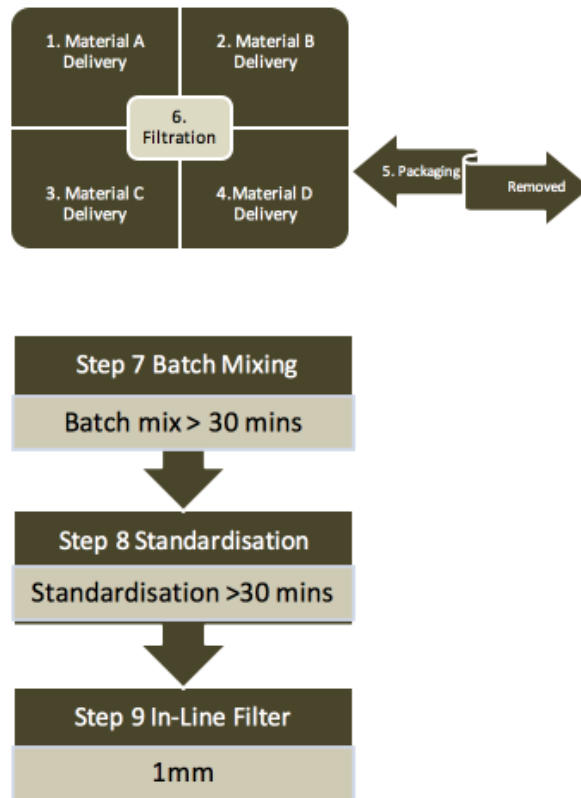 1. Material A
Delivery
2. Material B
Delivery
6.
Filtration
3. Material C
Delivery
4.Material D
Delivery
5. Packaging
Removed
Step 7 Batch Mixing
Batch mix > 30 mins
Step 8 Standardisation
Standardisation >30 mins
Step 9 In-Line Filter
1mm